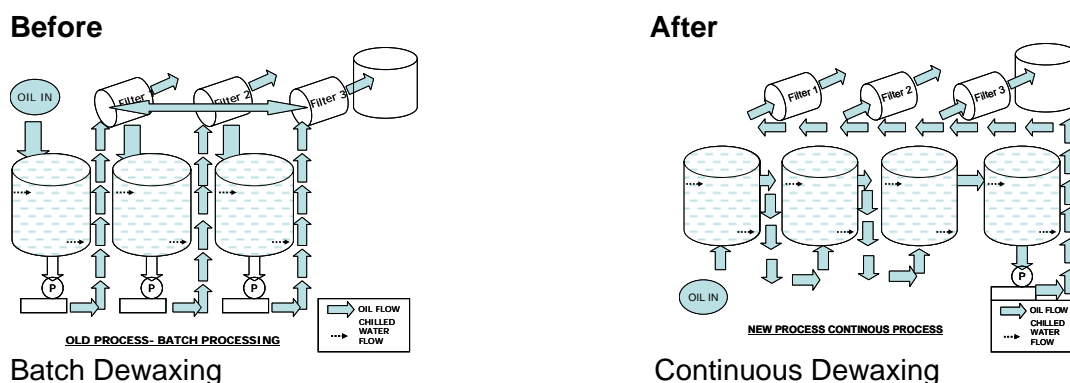 Before
After
OIL IN
Filter
Filter 2
Filter 3
P
P
P
OIL FLOW
CHILLED
WATER
FLOW
OLD PROCESS- BATCH PROCESSING
Batch Dewaxing
Filter 1
Filter 2
Filter 3
OIL IN
P
OIL FLOW
CHILLED
WATER
FLOW
NEW PROCESS CONTINOUS PROCESS
Continuous Dewaxing